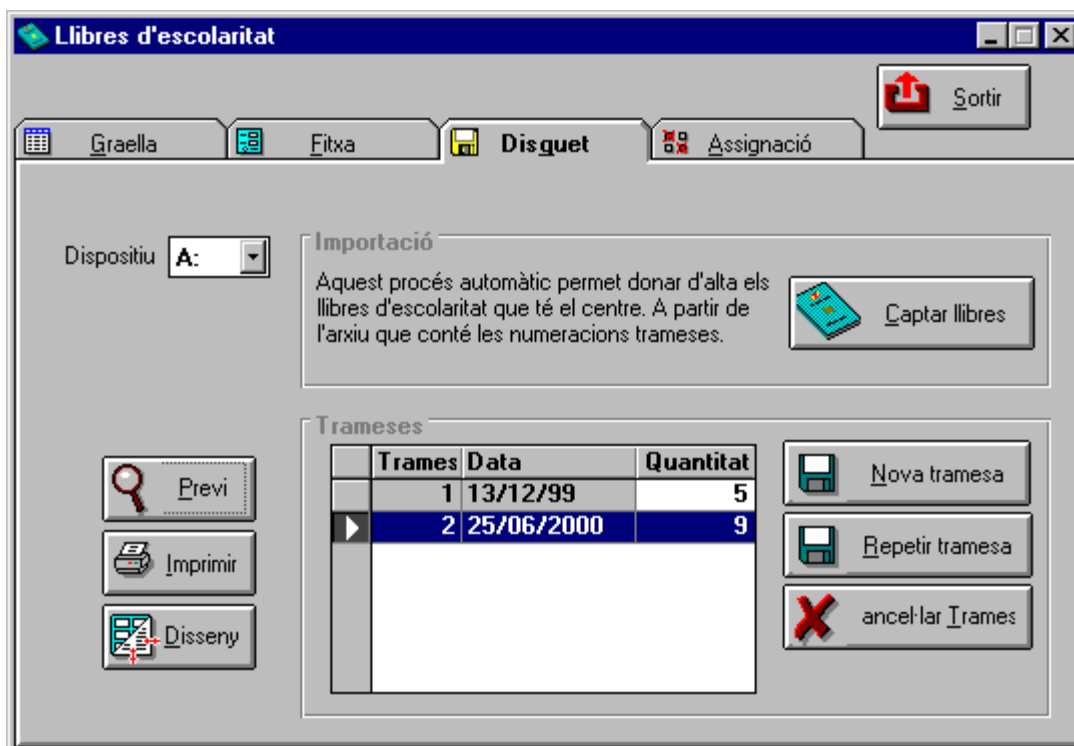 Llibres d'escolaritat
Sortir
Graella
Fitxa
Disquet
Assignació
Dispositiu A:
Importació
Aquest procés automàtic permet donar d'alta els
llibres d'escolaritat que té el centre. A partir de
l'arxiu que conté les numeracions trameses.
Captar llibres
Trameses
Trames Data Quantitat
1 13/12/99 5
2 25/06/2000 9
Nova tramesa
Repetir tramesa
ancel·lar Trames
Previ
Imprimir
Disseny